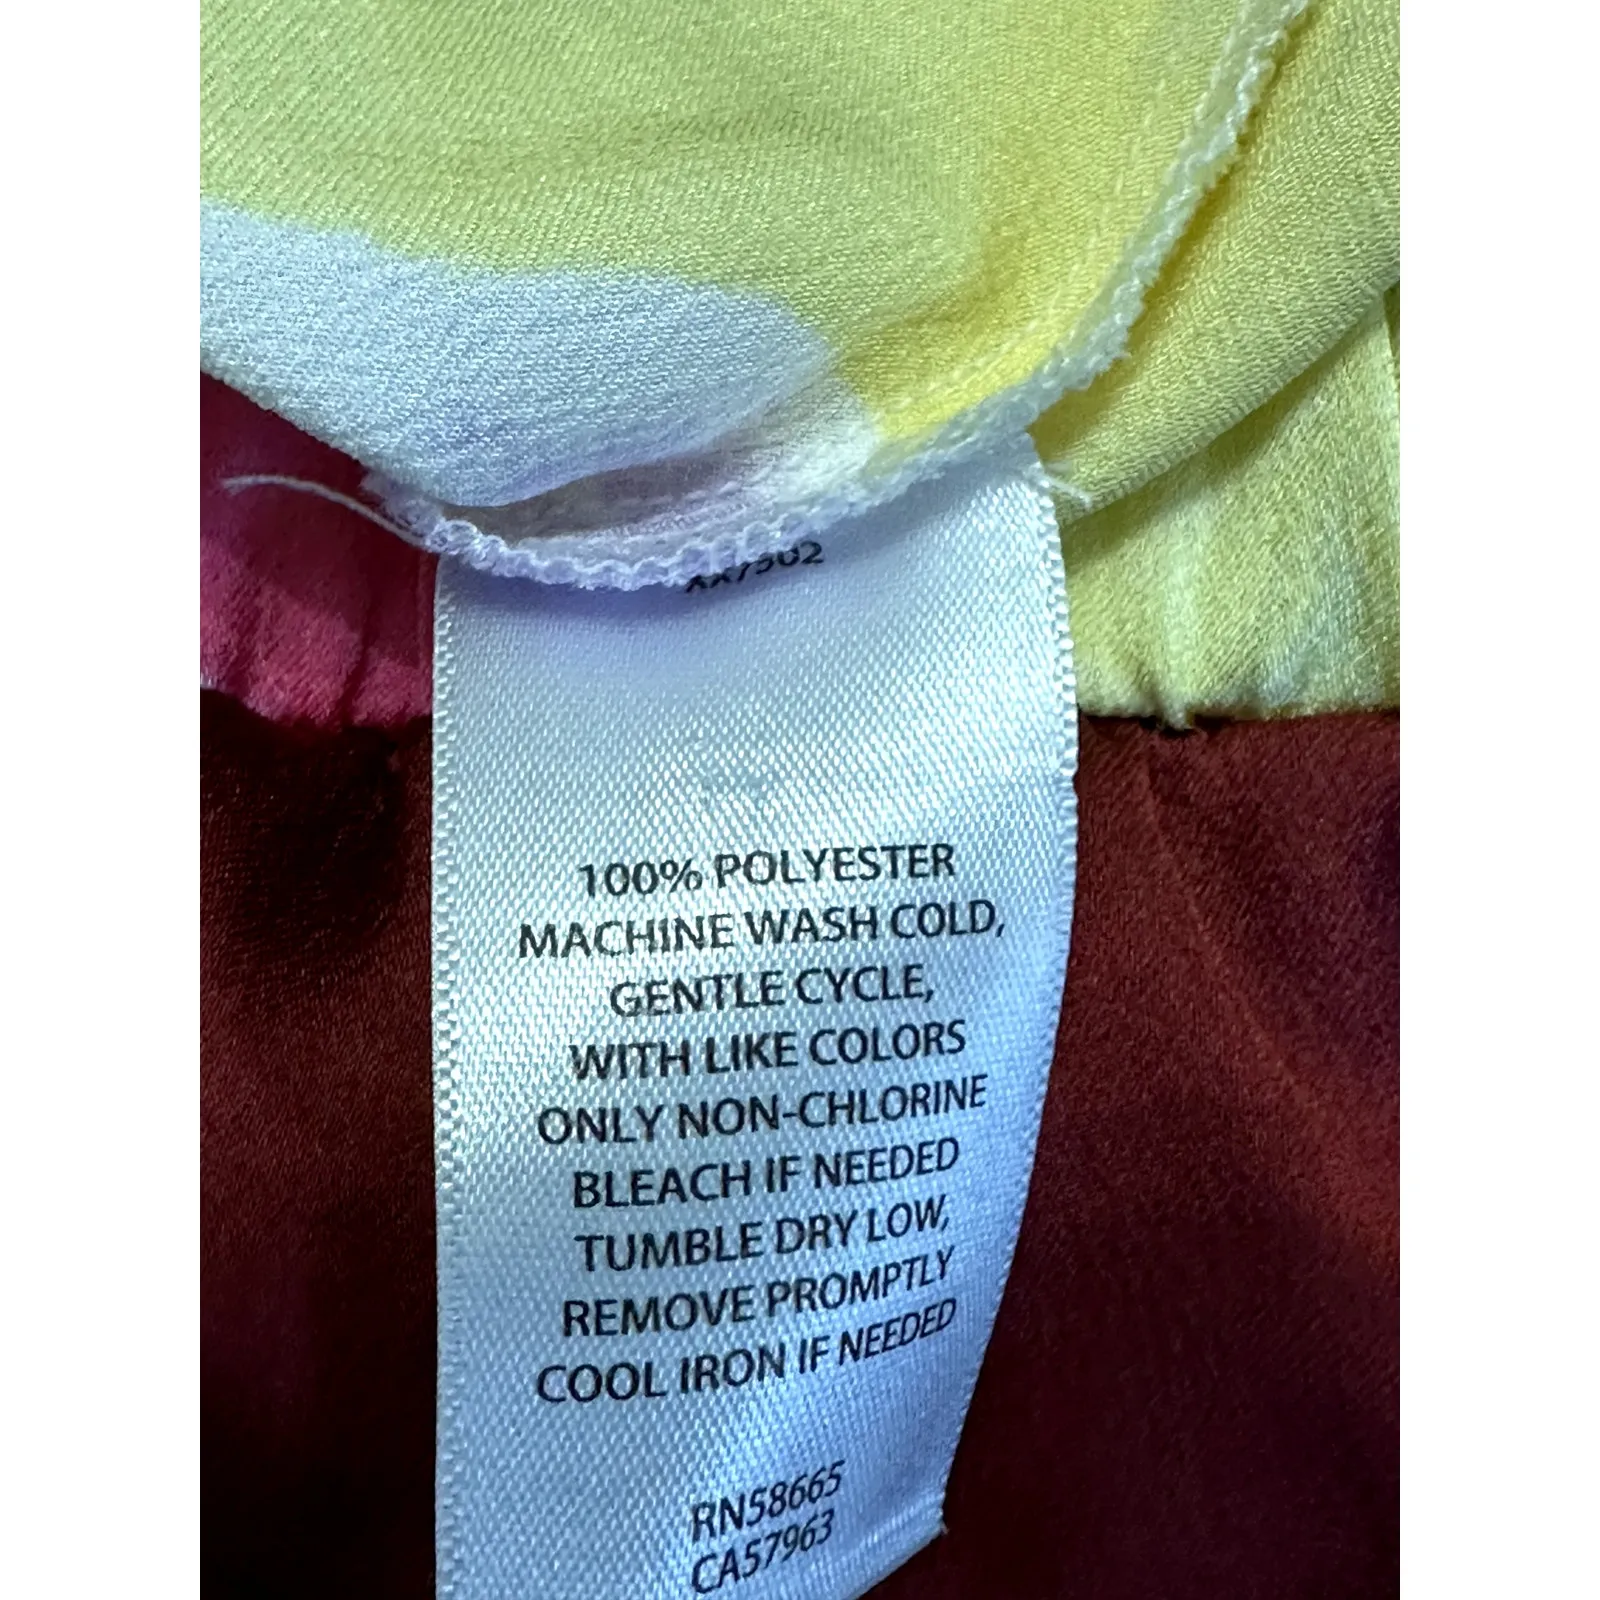 100% POLYESTER
MACHINE WASH COLD,
GENTLE CYCLE,
WITH LIKE COLORS
ONLY NON-CHLORINE
BLEACH IF NEEDED
TUMBLE DRY LOW,
REMOVE PROMPTLY
COOL IRON IF NEEDED
RN58665
CA57963